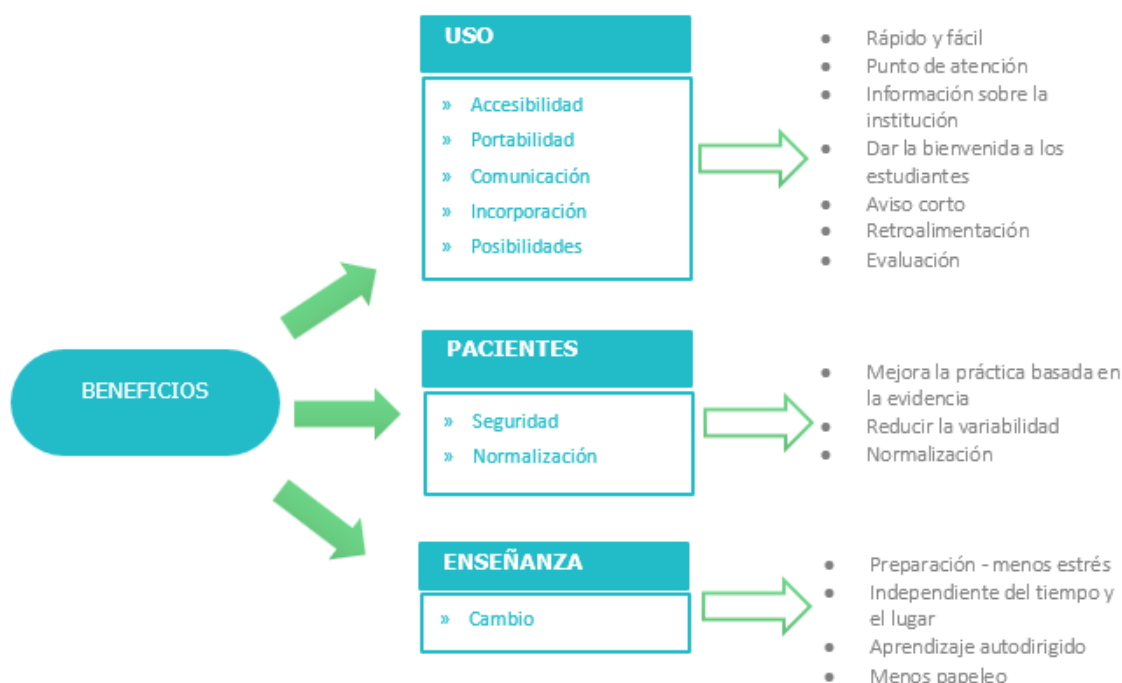 BENEFICIOS
USO
» Accesibilidad
» Portabilidad
» Comunicación
» Incorporación
» Posibilidades
● Rápido y fácil
● Punto de atención
● Información sobre la
institución
● Dar la bienvenida a los
estudiantes
● Aviso corto
● Retroalimentación
● Evaluación
PACIENTES
» Seguridad
» Normalización
● Mejora la práctica basada en
la evidencia
● Reducir la variabilidad
● Normalización
ENSEÑANZA
» Cambio
● Preparación - menos estrés
● Independiente del tiempo y
el lugar
● Aprendizaje autodirigido
● Menos papeleo